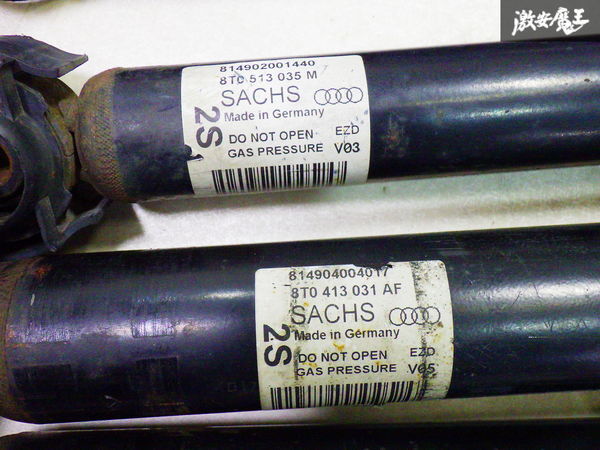 激安魔王
814902001440
8T0 513 035 M
SACHS
Made in Germany
2S
DO NOT OPEN EZD
GAS PRESSURE V03
814904004017
8T0 413 031 AF
SACHS
Made in Germany
2S
DO NOT OPEN EZD
GAS PRESSURE V05